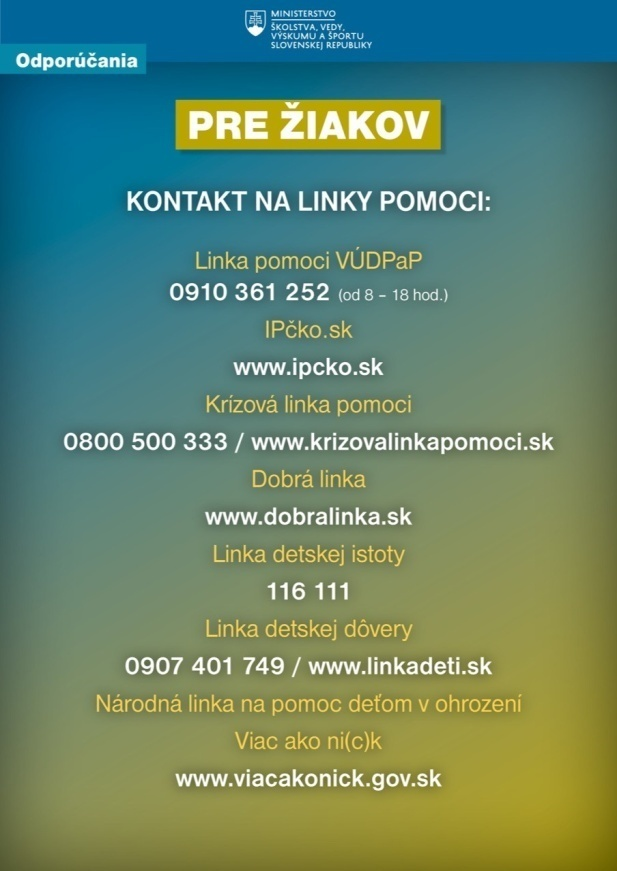 MINISTERSTVO
ŠKOLSTVA, VEDY,
VÝSKUMU A ŠPORTU
SLOVENSKEJ REPUBLIKY
Odporúčania
PRE ŽIAKOV
KONTAKT NA LINKY POMOCI:
Linka pomoci VÚDPaP
0910 361 252 (od 8 – 18 hod.)
IPčko.sk
www.ipcko.sk
Krízová linka pomoci
0800 500 333 / www.krizovalinkapomoci.sk
Dobrá linka
www.dobralinka.sk
Linka detskej istoty
116 111
Linka detskej dôvery
0907 401 749 / www.linkadeti.sk
Národná linka na pomoc deťom v ohrození
Viac ako ni(c)k
www.viacakonick.gov.sk